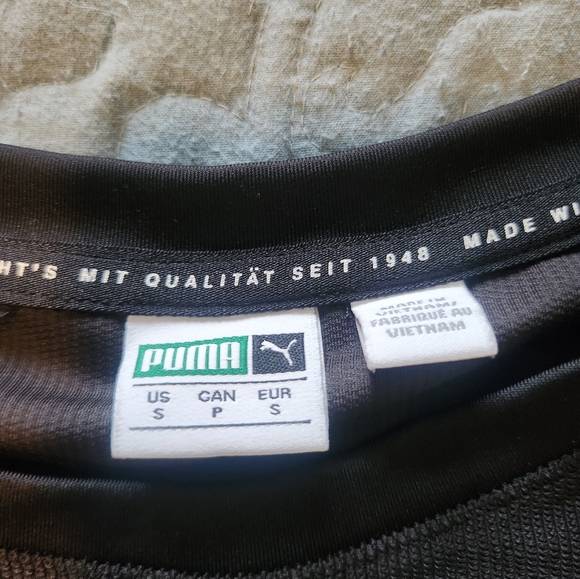 HT'S MIT QUALITÄT SEIT 1948 MADE WI
PUMA
US CAN EUR
S P S
MADE IN
VIETNAM/
FABRIQUÉ AU
VIETNAM